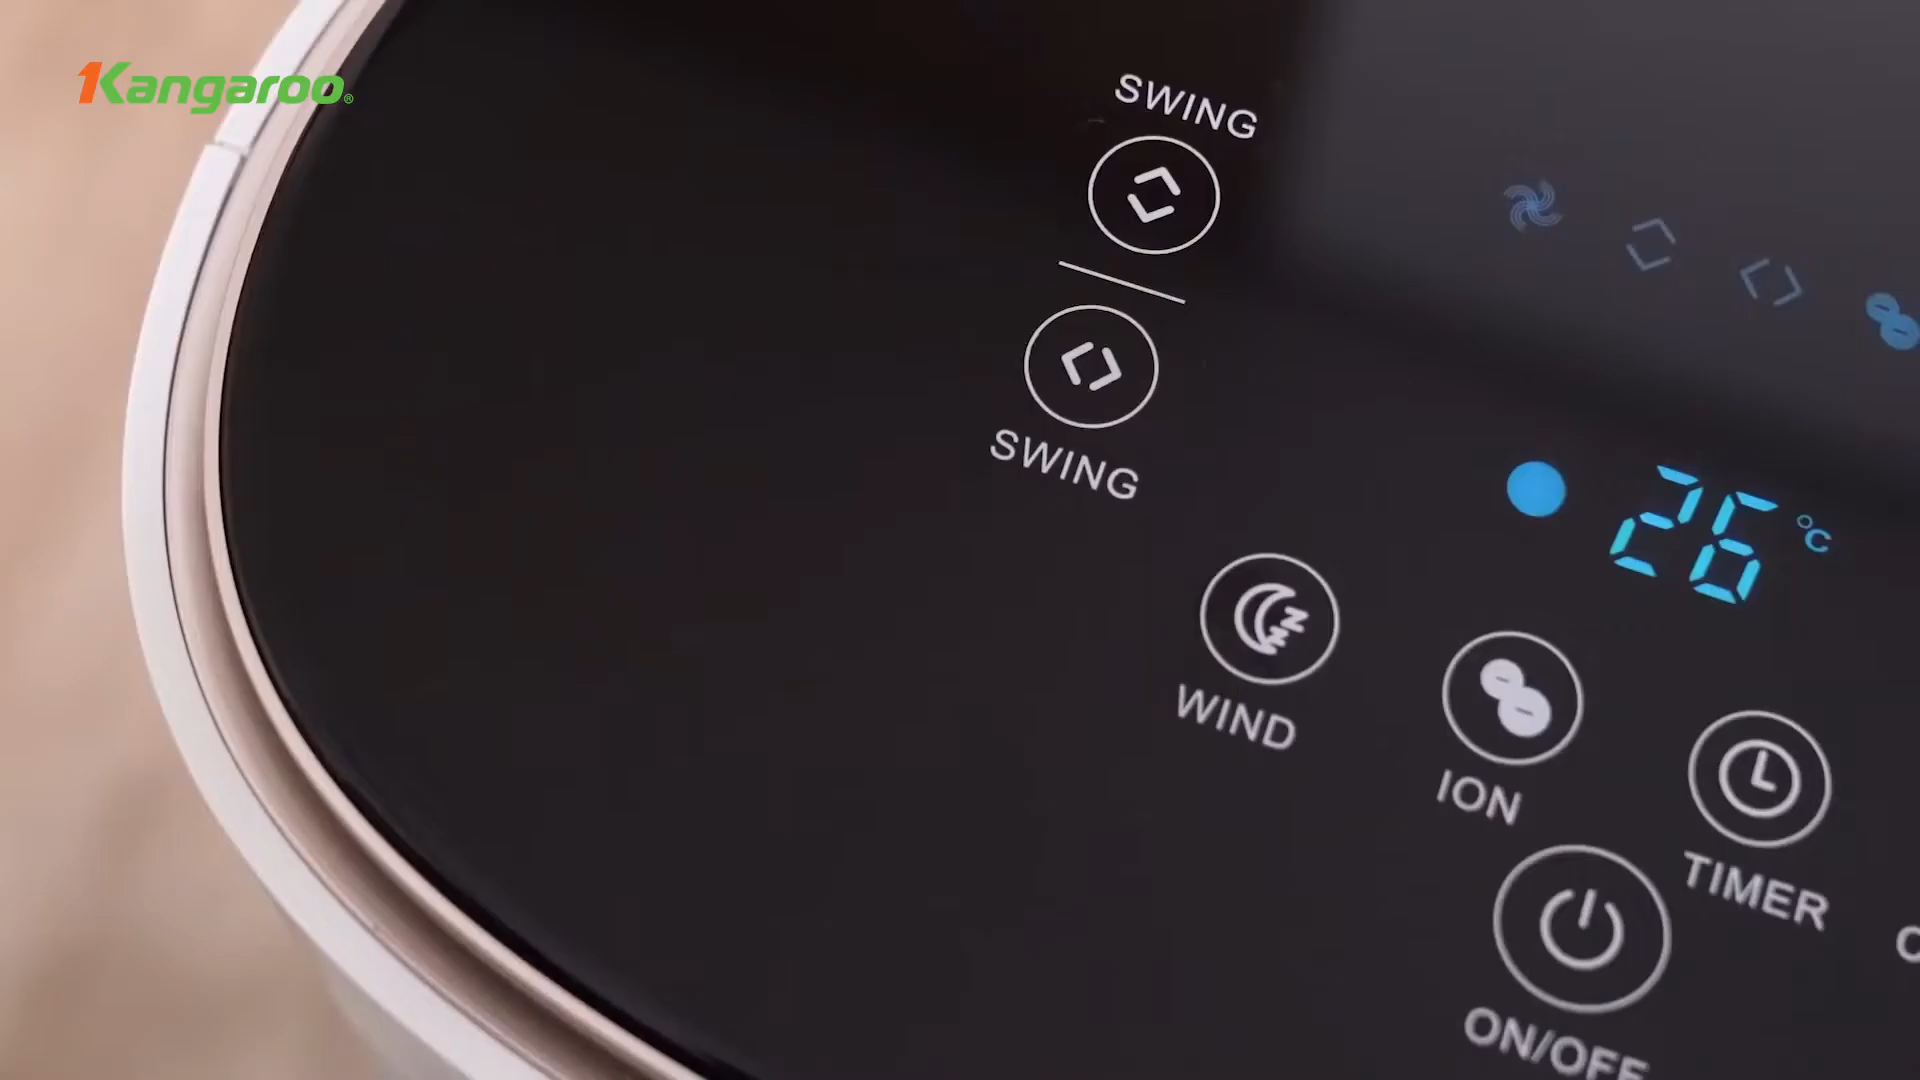 Kangaroo®
SWING
SWING
26 °C
WIND
ION
TIMER
ON/OFF